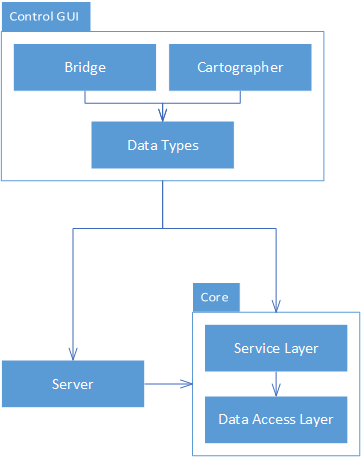 Control GUI
Bridge
Cartographer
Data Types
Core
Service Layer
Server
Data Access Layer